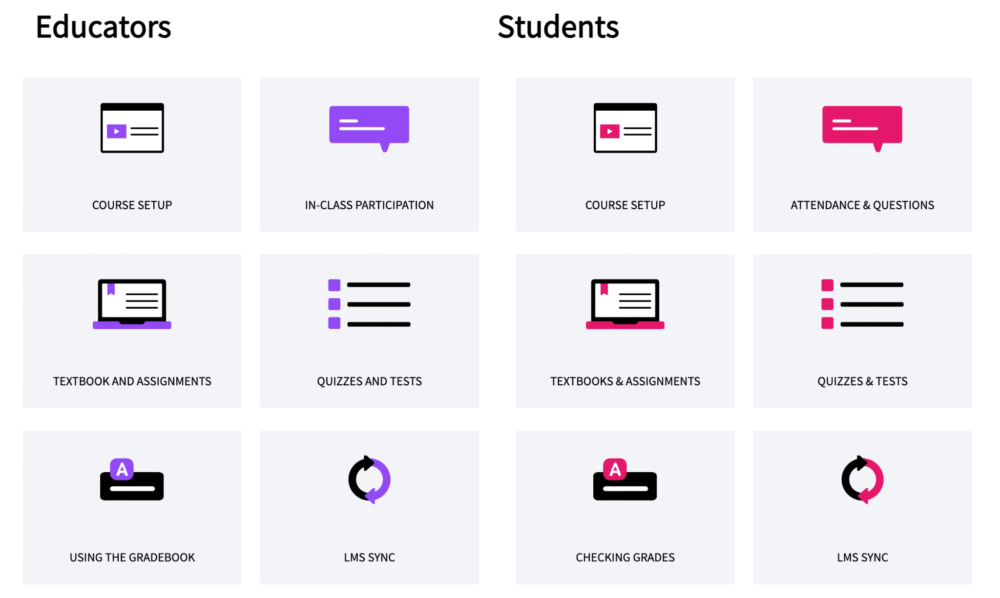 Educators
Students
COURSE SETUP
IN-CLASS PARTICIPATION
COURSE SETUP
ATTENDANCE & QUESTIONS
TEXTBOOK AND ASSIGNMENTS
QUIZZES AND TESTS
TEXTBOOKS & ASSIGNMENTS
QUIZZES & TESTS
A
USING THE GRADEBOOK
LMS SYNC
A
CHECKING GRADES
LMS SYNC